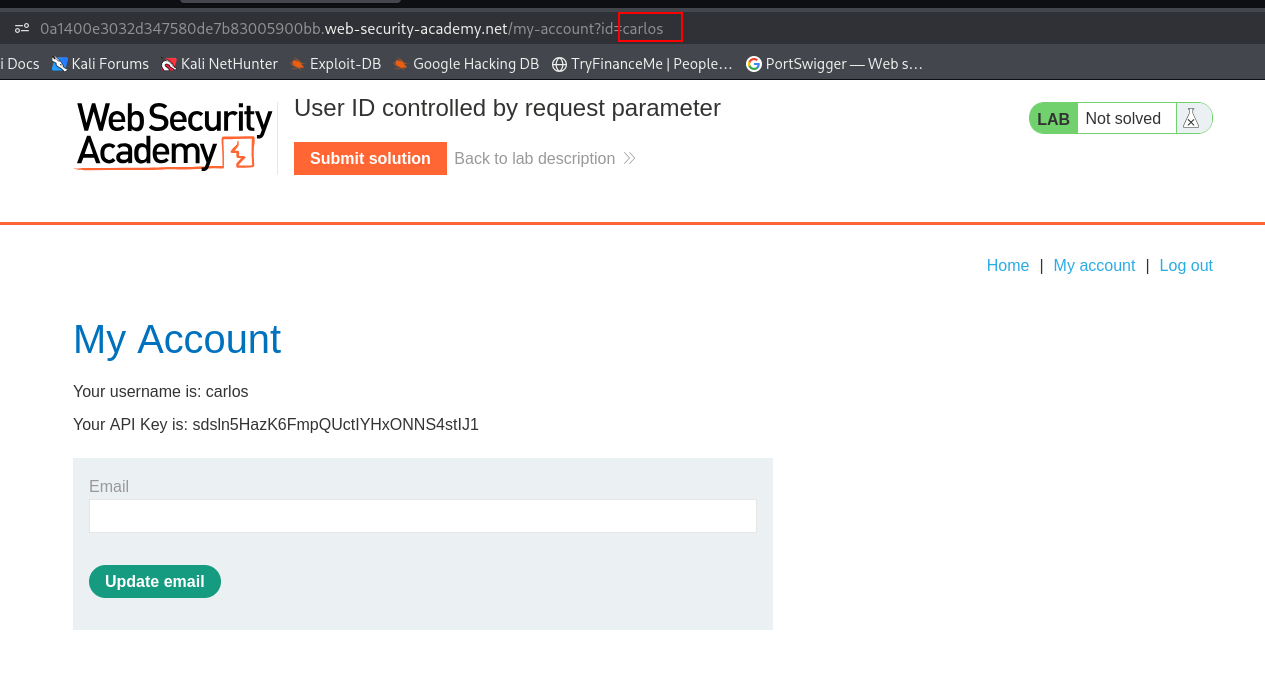 0a1400e3032d347580de7b83005900bb.web-security-academy.net/my-account?id=carlos
i Docs Kali Forums Kali NetHunter Exploit-DB Google Hacking DB TryFinanceMe | People… PortSwigger — Web s…
Web Security
Academy
User ID controlled by request parameter
Submit solution Back to lab description
LAB Not solved
Home | My account | Log out
My Account
Your username is: carlos
Your API Key is: sdsln5HazK6FmpQUctIYHxONNS4stIJ1
Email
Update email